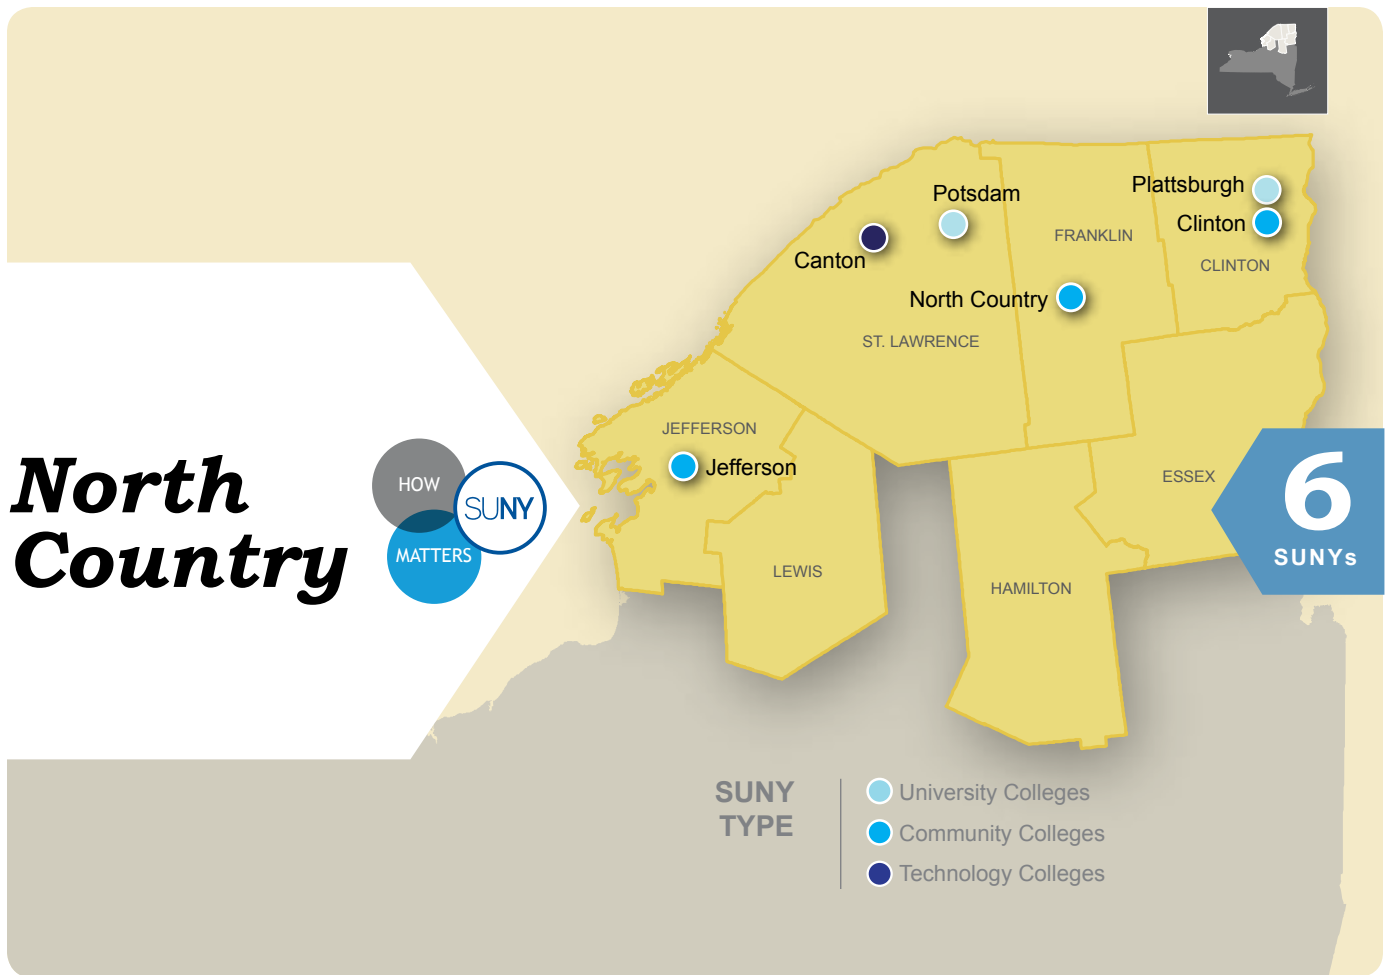 North
Country
HOW
MATTERS
SUNY
Potsdam
Canton
Plattsburgh
Clinton
North Country
Jefferson
FRANKLIN
CLINTON
ST. LAWRENCE
JEFFERSON
ESSEX
LEWIS
HAMILTON
6
SUNYs
SUNY
TYPE
University Colleges
Community Colleges
Technology Colleges